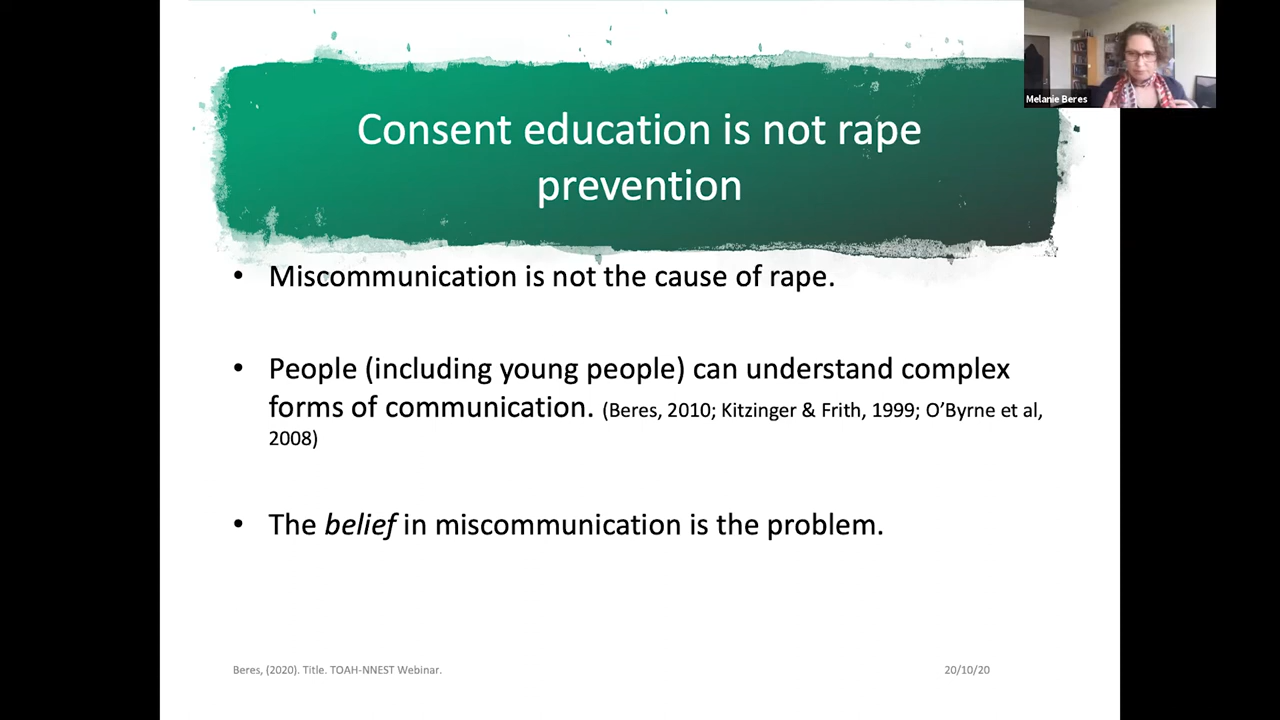 Consent education is not rape
prevention
Melanie Beres
• Miscommunication is not the cause of rape.
• People (including young people) can understand complex
forms of communication. (Beres, 2010; Kitzinger & Frith, 1999; O’Byrne et al,
2008)
• The belief in miscommunication is the problem.
Beres, (2020). Title. TOAH-NNEST Webinar.
20/10/20